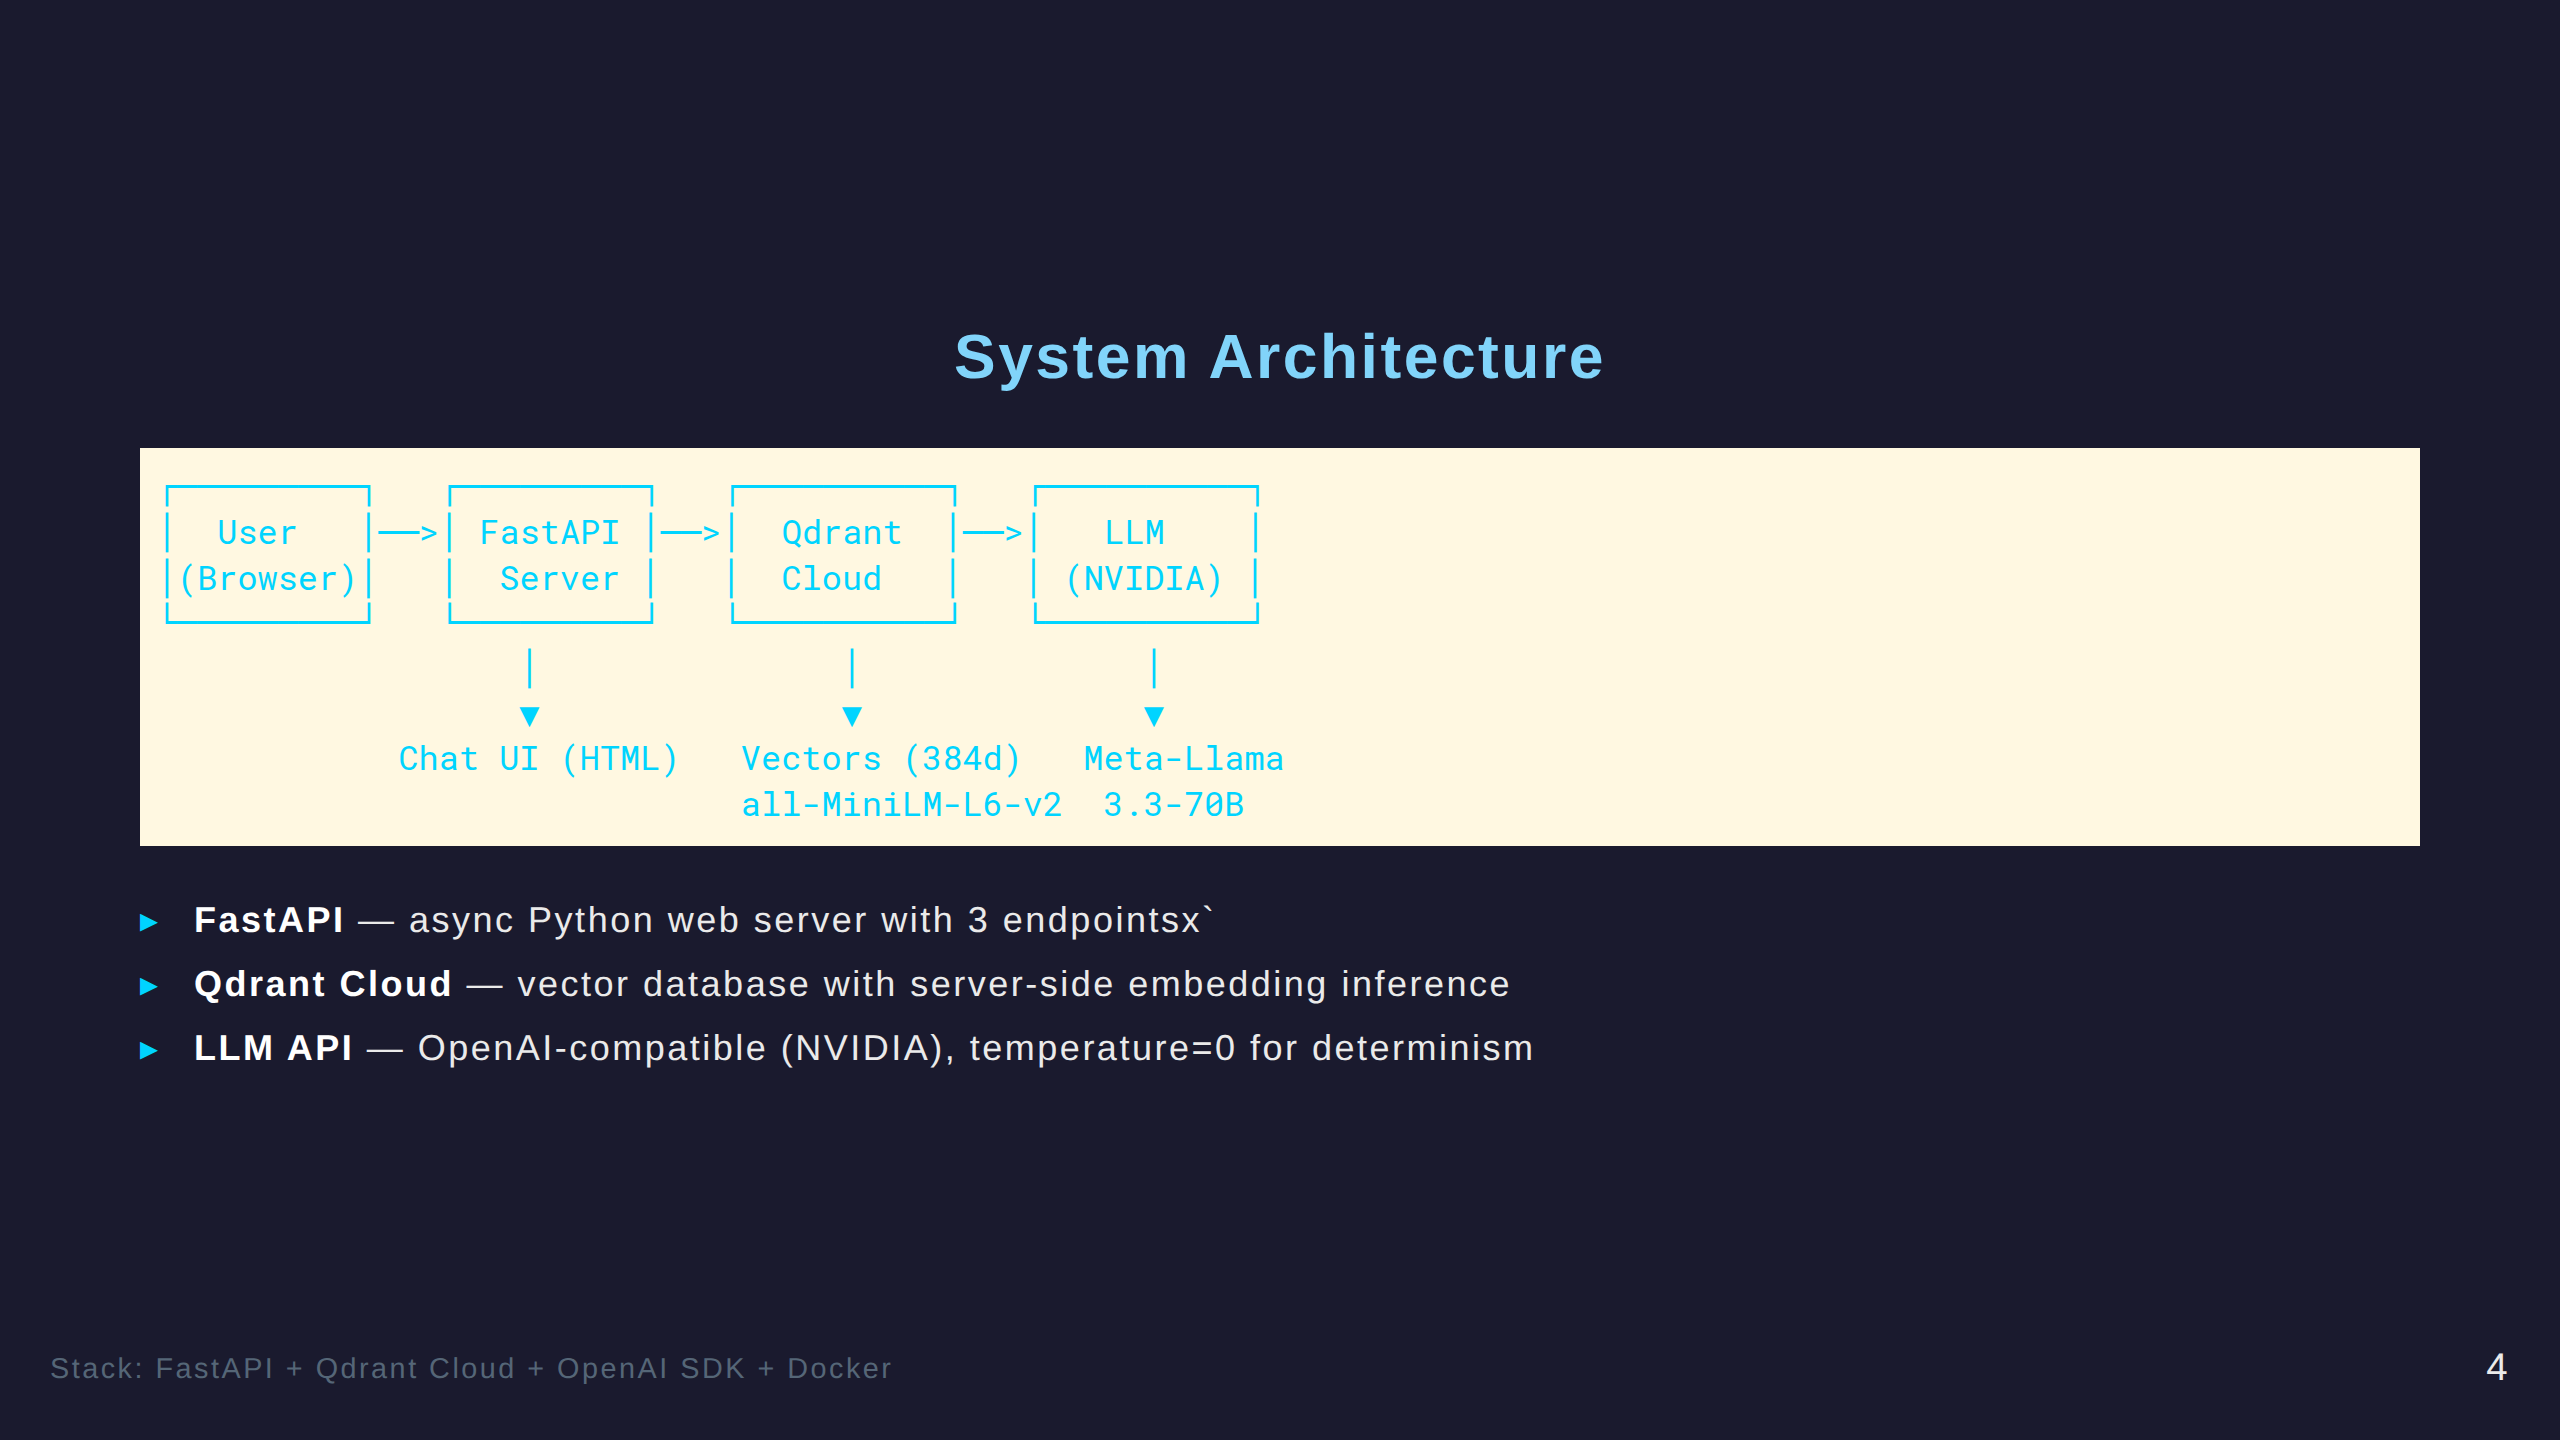 System Architecture
User ──> FastAPI ──> Qdrant ──> LLM
(Browser) Server Cloud (NVIDIA)
▼ ▼ ▼
Chat UI (HTML) Vectors (384d) Meta-Llama
all-MiniLM-L6-v2 3.3-70B
▶ FastAPI — async Python web server with 3 endpointsx`
▶ Qdrant Cloud — vector database with server-side embedding inference
▶ LLM API — OpenAI-compatible (NVIDIA), temperature=0 for determinism
Stack: FastAPI + Qdrant Cloud + OpenAI SDK + Docker
4